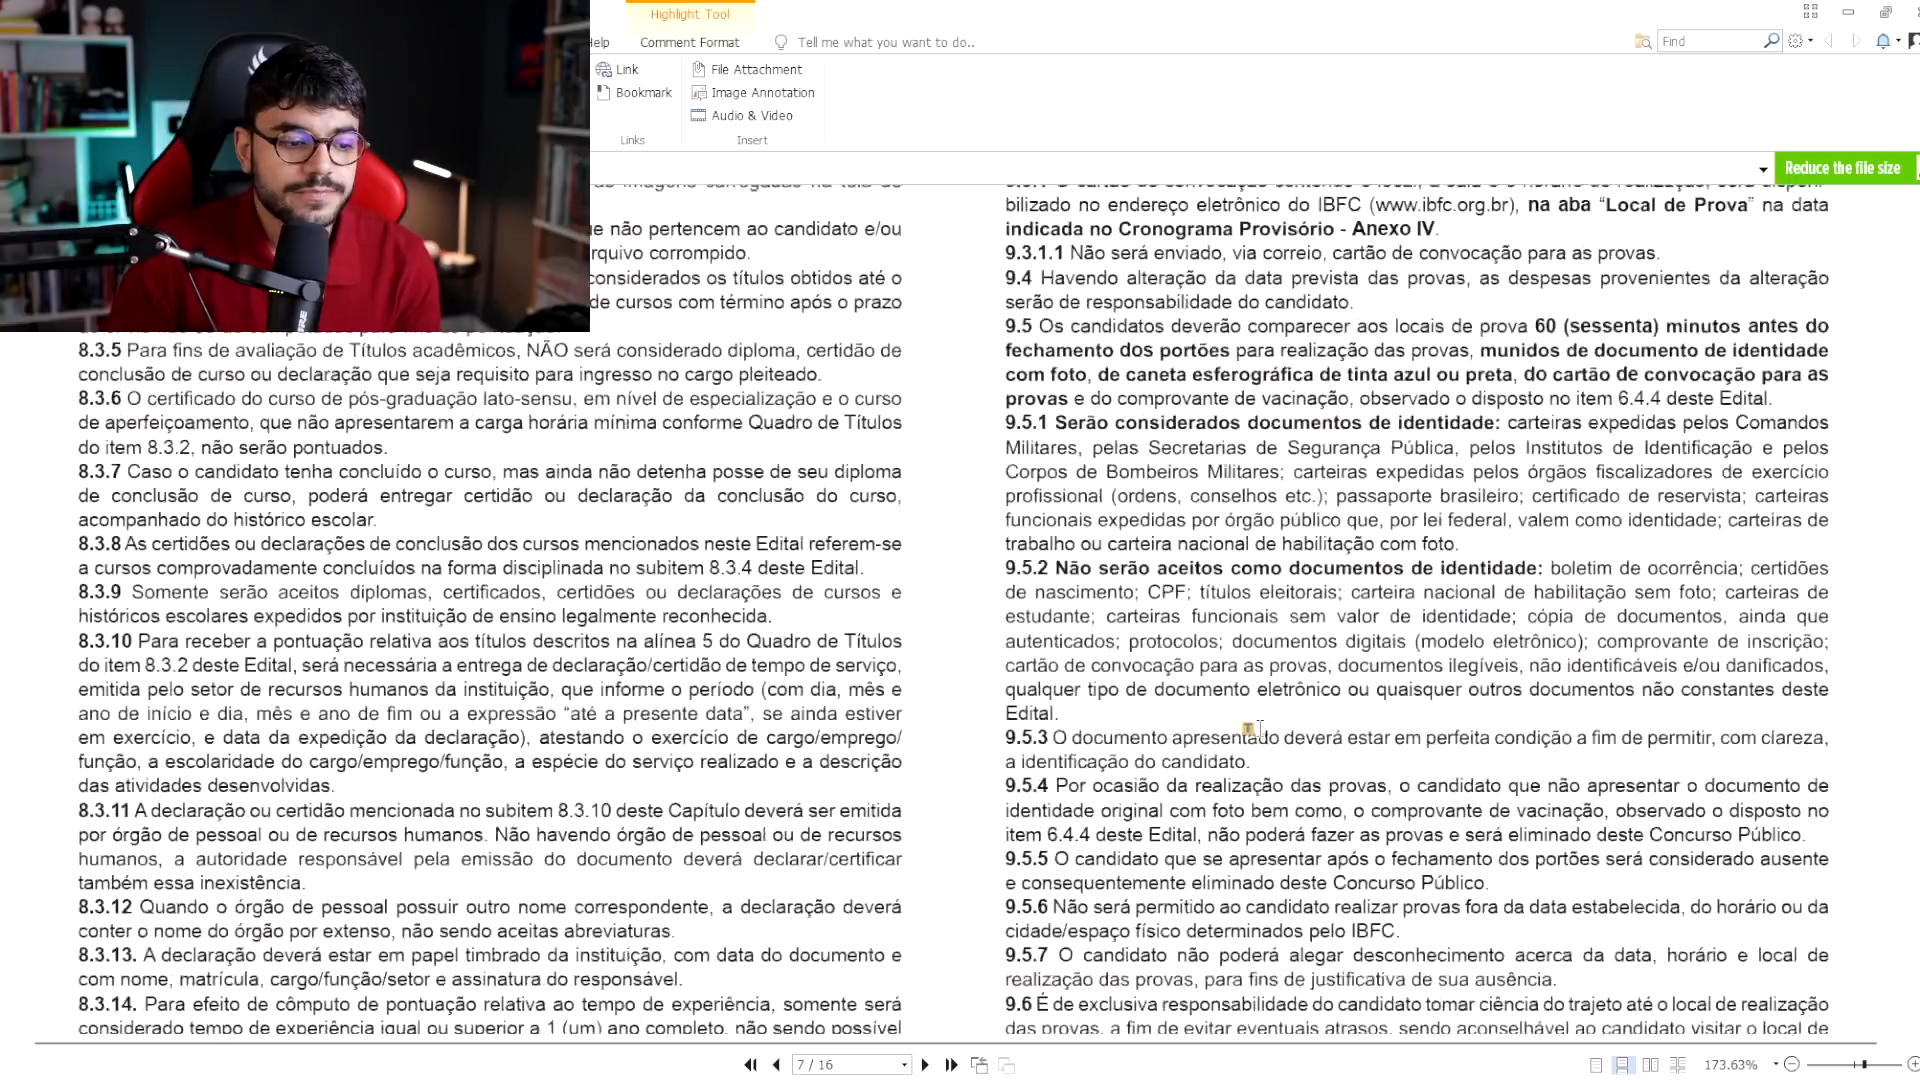 Highlight Tool
Help
Comment Format
Tell me what you want to do..
Find
Link
Bookmark
Links
File Attachment
Image Annotation
Audio & Video
Insert
Reduce the file size
e não pertencem ao candidato e/ou
rquivo corrompido.
considerados os títulos obtidos até o
de cursos com término após o prazo
8.3.5 Para fins de avaliação de Títulos acadêmicos, NÃO será considerado diploma, certidão de
conclusão de curso ou declaração que seja requisito para ingresso no cargo pleiteado.
8.3.6 O certificado do curso de pós-graduação lato-sensu, em nível de especialização e o curso
de aperfeiçoamento, que não apresentarem a carga horária mínima conforme Quadro de Títulos
do item 8.3.2, não serão pontuados.
8.3.7 Caso o candidato tenha concluído o curso, mas ainda não detenha posse de seu diploma
de conclusão de curso, poderá entregar certidão ou declaração da conclusão do curso,
acompanhado do histórico escolar.
8.3.8 As certidões ou declarações de conclusão dos cursos mencionados neste Edital referem-se
a cursos comprovadamente concluídos na forma disciplinada no subitem 8.3.4 deste Edital.
8.3.9 Somente serão aceitos diplomas, certificados, certidões ou declarações de cursos e
históricos escolares expedidos por instituição de ensino legalmente reconhecida.
8.3.10 Para receber a pontuação relativa aos títulos descritos na alínea 5 do Quadro de Títulos
do item 8.3.2 deste Edital, será necessária a entrega de declaração/certidão de tempo de serviço,
emitida pelo setor de recursos humanos da instituição, que informe o período (com dia, mês e
ano de início e dia, mês e ano de fim ou a expressão “até a presente data”, se ainda estiver
em exercício, e data da expedição da declaração), atestando o exercício de cargo/emprego/
função, a escolaridade do cargo/emprego/função, a espécie do serviço realizado e a descrição
das atividades desenvolvidas.
8.3.11 A declaração ou certidão mencionada no subitem 8.3.10 deste Capítulo deverá ser emitida
por órgão de pessoal ou de recursos humanos. Não havendo órgão de pessoal ou de recursos
humanos, a autoridade responsável pela emissão do documento deverá declarar/certificar
também essa inexistência.
8.3.12 Quando o órgão de pessoal possuir outro nome correspondente, a declaração deverá
conter o nome do órgão por extenso, não sendo aceitas abreviaturas.
8.3.13. A declaração deverá estar em papel timbrado da instituição, com data do documento e
com nome, matrícula, cargo/função/setor e assinatura do responsável.
8.3.14. Para efeito de cômputo de pontuação relativa ao tempo de experiência, somente será
considerado tempo de experiência igual ou superior a 1 (um) ano completo, não sendo possível
bilizado no endereço eletrônico do IBFC (www.ibfc.org.br), na aba “Local de Prova” na data
indicada no Cronograma Provisório - Anexo IV.
9.3.1.1 Não será enviado, via correio, cartão de convocação para as provas.
9.4 Havendo alteração da data prevista das provas, as despesas provenientes da alteração
serão de responsabilidade do candidato.
9.5 Os candidatos deverão comparecer aos locais de prova 60 (sessenta) minutos antes do
fechamento dos portões para realização das provas, munidos de documento de identidade
com foto, de caneta esferográfica de tinta azul ou preta, do cartão de convocação para as
provas e do comprovante de vacinação, observado o disposto no item 6.4.4 deste Edital.
9.5.1 Serão considerados documentos de identidade: carteiras expedidas pelos Comandos
Militares, pelas Secretarias de Segurança Pública, pelos Institutos de Identificação e pelos
Corpos de Bombeiros Militares; carteiras expedidas pelos órgãos fiscalizadores de exercício
profissional (ordens, conselhos etc.); passaporte brasileiro; certificado de reservista; carteiras
funcionais expedidas por órgão público que, por lei federal, valem como identidade; carteiras de
trabalho ou carteira nacional de habilitação com foto.
9.5.2 Não serão aceitos como documentos de identidade: boletim de ocorrência; certidões
de nascimento; CPF; títulos eleitorais; carteira nacional de habilitação sem foto; carteiras de
estudante; carteiras funcionais sem valor de identidade; cópia de documentos, ainda que
autenticados; protocolos; documentos digitais (modelo eletrônico); comprovante de inscrição;
cartão de convocação para as provas, documentos ilegíveis, não identificáveis e/ou danificados,
qualquer tipo de documento eletrônico ou quaisquer outros documentos não constantes deste
Edital.
9.5.3 O documento apresentado deverá estar em perfeita condição a fim de permitir, com clareza,
a identificação do candidato.
9.5.4 Por ocasião da realização das provas, o candidato que não apresentar o documento de
identidade original com foto bem como, o comprovante de vacinação, observado o disposto no
item 6.4.4 deste Edital, não poderá fazer as provas e será eliminado deste Concurso Público.
9.5.5 O candidato que se apresentar após o fechamento dos portões será considerado ausente
e consequentemente eliminado deste Concurso Público.
9.5.6 Não será permitido ao candidato realizar provas fora da data estabelecida, do horário ou da
cidade/espaço físico determinados pelo IBFC.
9.5.7 O candidato não poderá alegar desconhecimento acerca da data, horário e local de
realização das provas, para fins de justificativa de sua ausência.
9.6 É de exclusiva responsabilidade do candidato tomar ciência do trajeto até o local de realização
das provas, a fim de evitar eventuais atrasos, sendo aconselhável ao candidato visitar o local de
7 / 16
173.63%